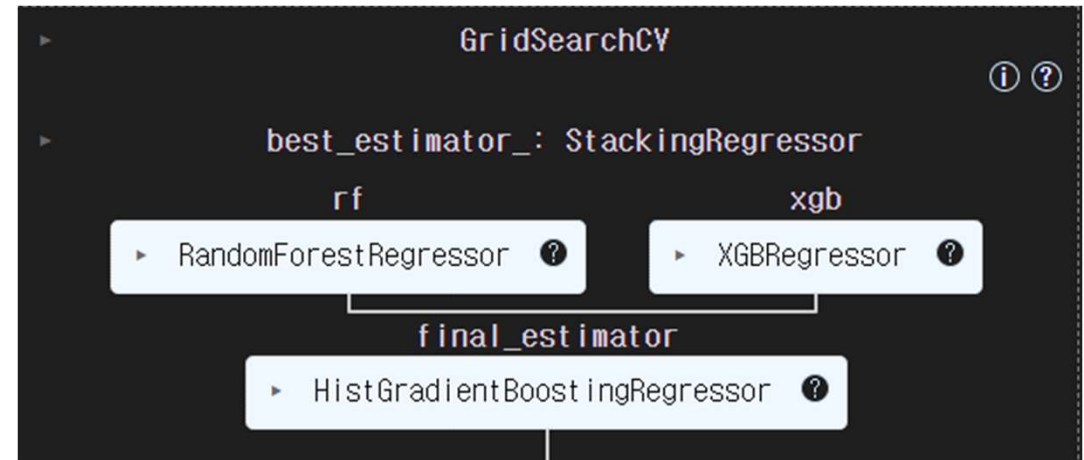 GridSearchCV
best_estimator_: StackingRegressor
rf xgb
RandomForestRegressor XGBRegressor
final_estimator
HistGradientBoostingRegressor